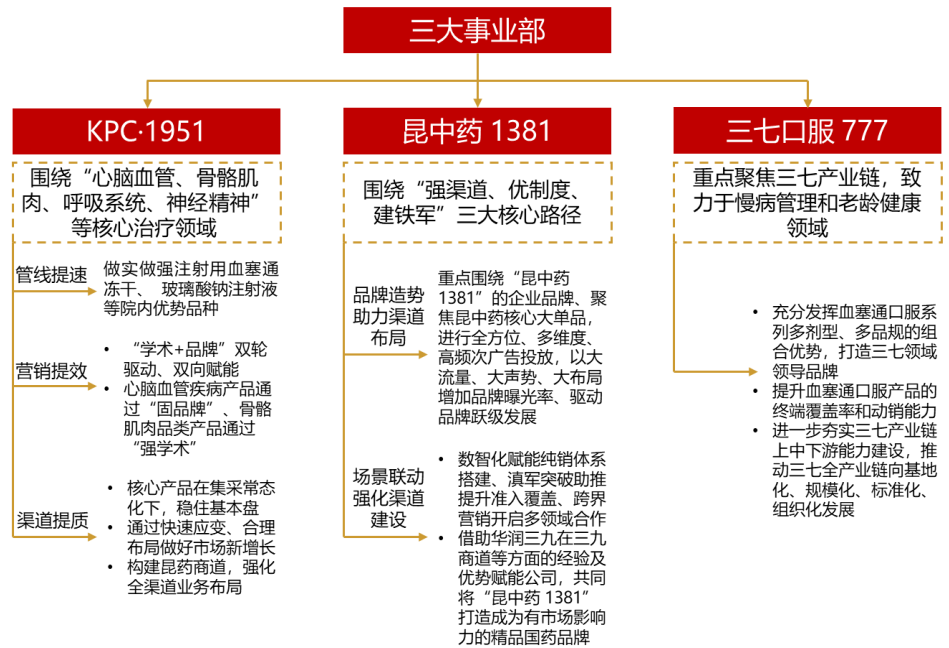 三大事业部
KPC·1951
围绕“心脑血管、骨骼肌
肉、呼吸系统、神经精神”
等核心治疗领域
管线提速
做实做强注射用血塞通
冻干、 玻璃酸钠注射液
等院内优势品种
营销提效
• “学术+品牌”双轮
驱动、双向赋能
• 心脑血管疾病产品通
过“固品牌”、骨骼
肌肉品类产品通过
“强学术”
渠道提质
• 核心产品在集采常态
化下，稳住基本盘
• 通过快速应变、合理
布局做好市场新增长
• 构建昆药商道，强化
全渠道业务布局
昆中药 1381
围绕“强渠道、优制度、
建铁军”三大核心路径
品牌造势
助力渠道
布局
重点围绕“昆中药
1381”的企业品牌、聚
焦昆中药核心大单品，
进行全方位、多维度、
高频次广告投放，以大
流量、大声势、大布局
增加品牌曝光率、驱动
品牌跃级发展
场景联动
强化渠道
建设
• 数智化赋能纯销体系
搭建、滇军突破助推
提升准入覆盖、跨界
营销开启多领域合作
• 借助华润三九在三九
商道等方面的经验及
优势赋能公司，共同
将“昆中药 1381”
打造成为有市场影响
力的精品国药品牌
三七口服 777
重点聚焦三七产业链，致
力于慢病管理和老龄健康
领域
• 充分发挥血塞通口服系
列多剂型、多品规的组
合优势，打造三七领域
领导品牌
• 提升血塞通口服产品的
终端覆盖率和动销能力
• 进一步夯实三七产业链
上中下游能力建设，推
动三七全产业链向基地
化、规模化、标准化、
组织化发展